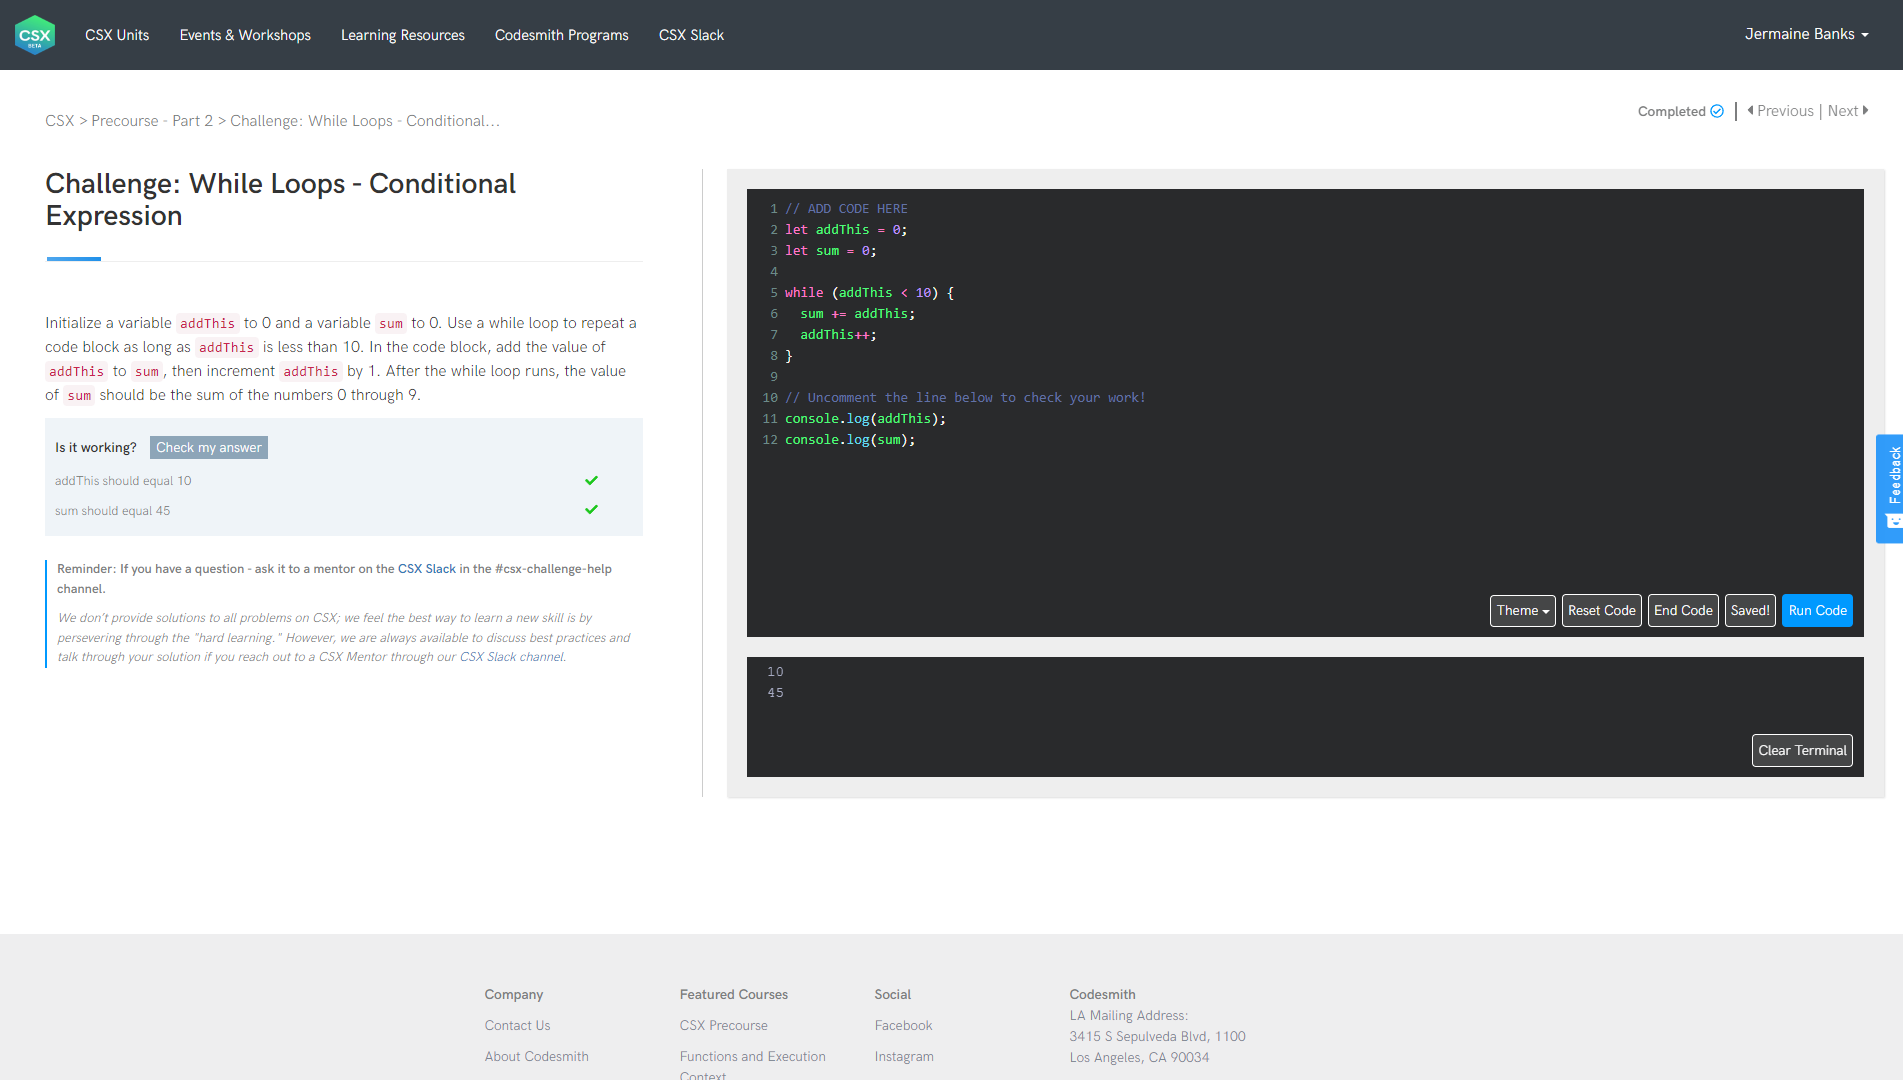 CSX
BETA
CSX Units
Events & Workshops
Learning Resources
Codesmith Programs
CSX Slack
Jermaine Banks
CSX > Precourse - Part 2 > Challenge: While Loops - Conditional...
Completed
Previous | Next
Challenge: While Loops - Conditional
Expression
Initialize a variable addThis to 0 and a variable sum to 0. Use a while loop to repeat a
code block as long as addThis is less than 10. In the code block, add the value of
addThis to sum, then increment addThis by 1. After the while loop runs, the value
of sum should be the sum of the numbers 0 through 9.
Is it working? Check my answer
addThis should equal 10
sum should equal 45
Reminder: If you have a question - ask it to a mentor on the CSX Slack in the #csx-challenge-help
channel.
We don't provide solutions to all problems on CSX; we feel the best way to learn a new skill is by
persevering through the "hard learning." However, we are always available to discuss best practices and
talk through your solution if you reach out to a CSX Mentor through our CSX Slack channel.
1 // ADD CODE HERE
2 let addThis = 0;
3 let sum = 0;
4
5 while (addThis < 10) {
6 sum += addThis;
7 addThis++;
8 }
9
10 // Uncomment the line below to check your work!
11 console.log(addThis);
12 console.log(sum);
Theme
Reset Code
End Code
Saved!
Run Code
10
45
Clear Terminal
Feedback
Company
Contact Us
About Codesmith
Featured Courses
CSX Precourse
Functions and Execution
Context
Social
Facebook
Instagram
Codesmith
LA Mailing Address:
3415 S Sepulveda Blvd, 1100
Los Angeles, CA 90034